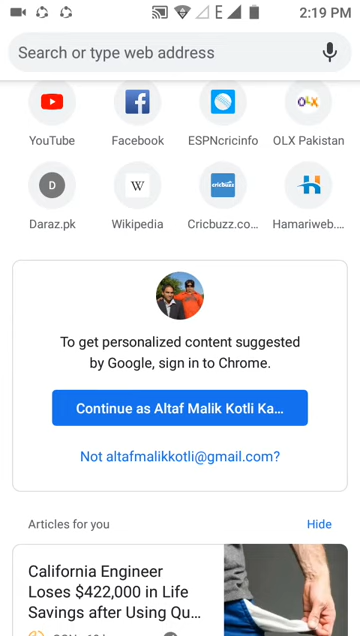 E 2:19 PM
Search or type web address
OLX
YouTube Facebook ESPNcricinfo OLX Pakistan
D W cricbuzz
Daraz.pk Wikipedia Cricbuzz.co... Hamariweb....
To get personalized content suggested
by Google, sign in to Chrome.
Continue as Altaf Malik Kotli Ka...
Not altafmalikkotli@gmail.com?
Articles for you Hide
California Engineer
Loses $422,000 in Life
Savings after Using Qu...